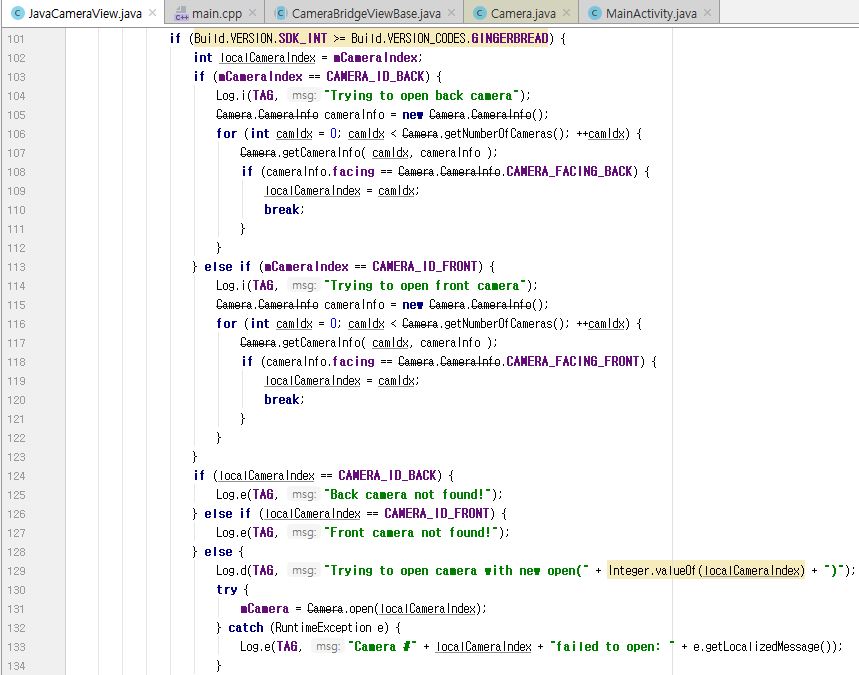 JavaCameraView.java × main.cpp × CameraBridgeViewBase.java × Camera.java × MainActivity.java ×
101 if (Build.VERSION.SDK_INT >= Build.VERSION_CODES.GINGERBREAD) {
102 int localCameraIndex = mCameraIndex;
103 if (mCameraIndex == CAMERA_ID_BACK) {
104 Log.i(TAG, msg: "Trying to open back camera");
105 Camera.CameraInfo cameraInfo = new Camera.CameraInfo();
106 for (int camIdx = 0; camIdx < Camera.getNumberOfCameras(); ++camIdx) {
107 Camera.getCameraInfo( camIdx, cameraInfo );
108 if (cameraInfo.facing == Camera.CameraInfo.CAMERA_FACING_BACK) {
109 localCameraIndex = camIdx;
110 break;
111 }
112 }
113 } else if (mCameraIndex == CAMERA_ID_FRONT) {
114 Log.i(TAG, msg: "Trying to open front camera");
115 Camera.CameraInfo cameraInfo = new Camera.CameraInfo();
116 for (int camIdx = 0; camIdx < Camera.getNumberOfCameras(); ++camIdx) {
117 Camera.getCameraInfo( camIdx, cameraInfo );
118 if (cameraInfo.facing == Camera.CameraInfo.CAMERA_FACING_FRONT) {
119 localCameraIndex = camIdx;
120 break;
121 }
122 }
123 }
124 if (localCameraIndex == CAMERA_ID_BACK) {
125 Log.e(TAG, msg: "Back camera not found!");
126 } else if (localCameraIndex == CAMERA_ID_FRONT) {
127 Log.e(TAG, msg: "Front camera not found!");
128 } else {
129 Log.d(TAG, msg: "Trying to open camera with new open(" + Integer.valueOf(localCameraIndex) + ")");
130 try {
131 mCamera = Camera.open(localCameraIndex);
132 } catch (RuntimeException e) {
133 Log.e(TAG, msg: "Camera #" + localCameraIndex + "failed to open: " + e.getLocalizedMessage());
134 }